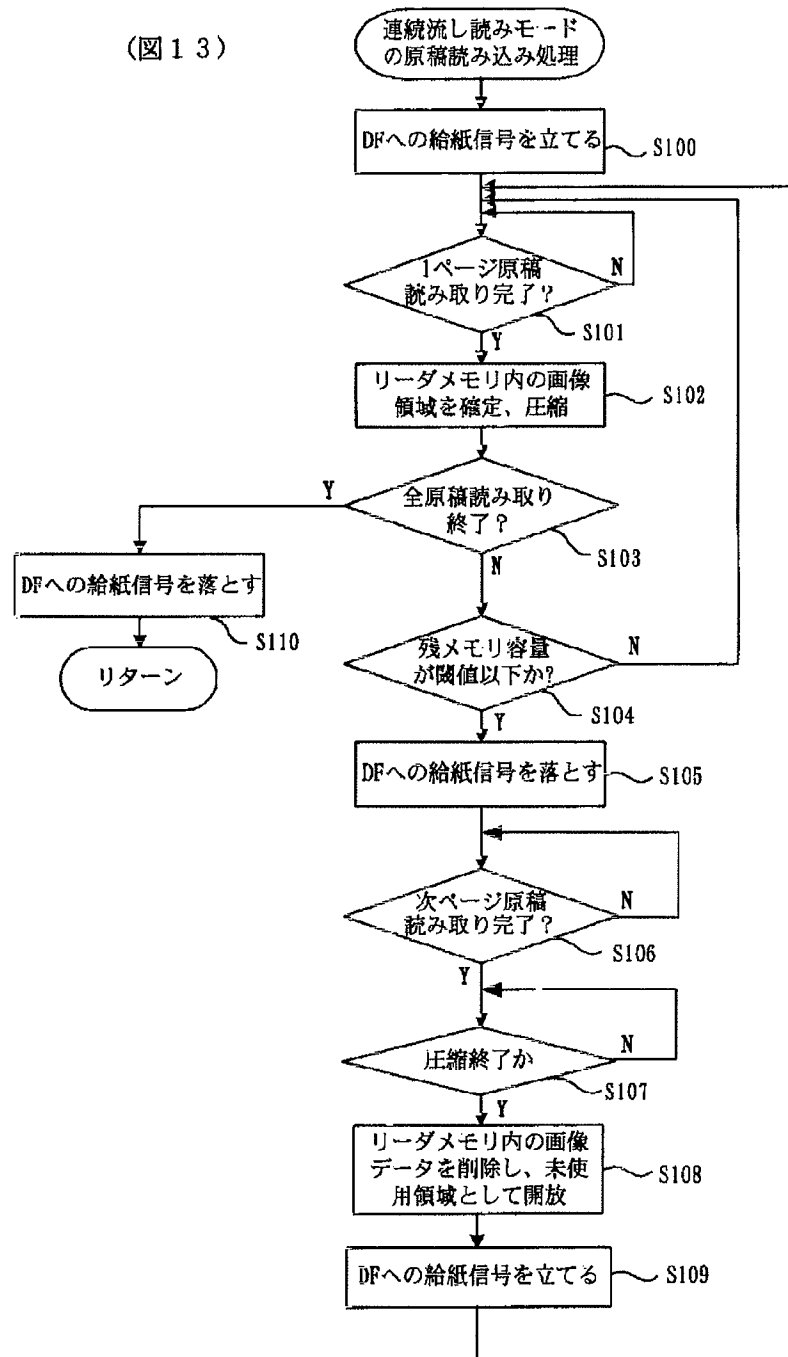 (図13)
連続流し読みモード
の原稿読み込み処理
DFへの給紙信号を立てる
S100
1ページ原稿
読み取り完了?
N
S101
Y
リーダメモリ内の画像
領域を確定、圧縮
S102
Y
全原稿読み取り
終了?
S103
N
DFへの給紙信号を落とす
S110
リターン
残メモリ容量
が閾値以下か?
N
S104
Y
DFへの給紙信号を落とす
S105
次ページ原稿
読み取り完了?
N
S106
Y
圧縮終了か
N
S107
Y
リーダメモリ内の画像
データを削除し、未使
用領域として開放
S108
DFへの給紙信号を立てる
S109